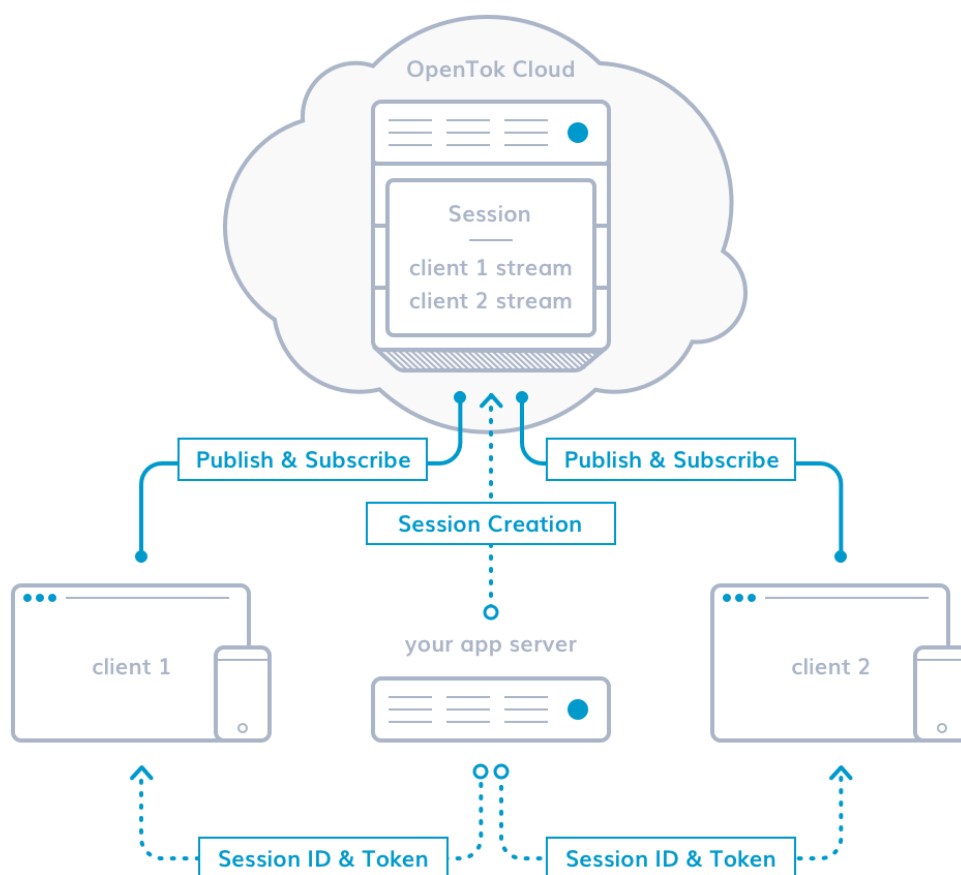 OpenTok Cloud
Session
client 1 stream
client 2 stream
Publish & Subscribe
Publish & Subscribe
Session Creation
your app server
client 1
client 2
Session ID & Token
Session ID & Token